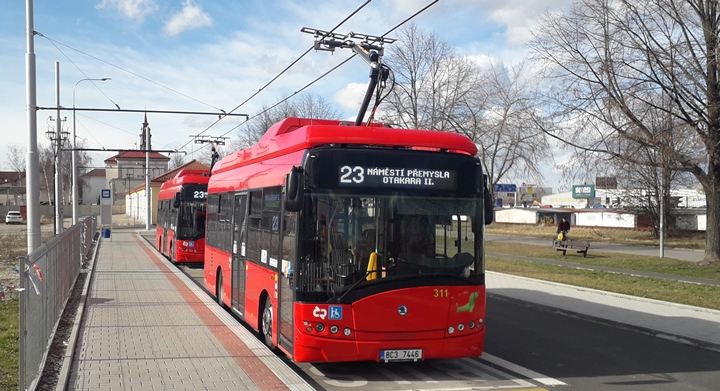 23 NÁMĚSTÍ PŘEMYSLA
OTAKARA II.
23
311
8C3 7446